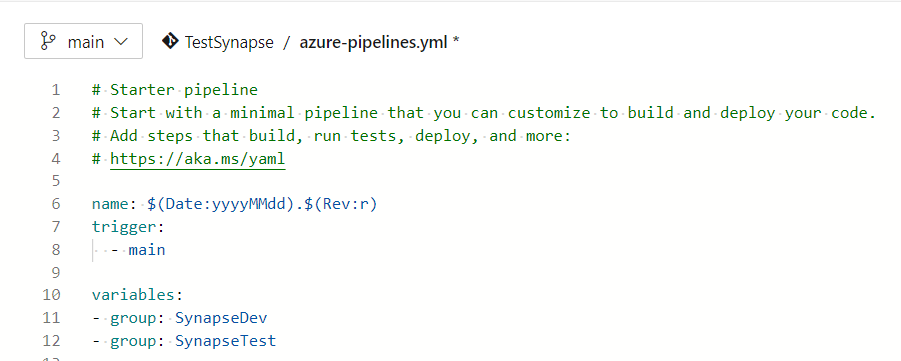 main TestSynapse / azure-pipelines.yml *
1 # Starter pipeline
2 # Start with a minimal pipeline that you can customize to build and deploy your code.
3 # Add steps that build, run tests, deploy, and more:
4 # https://aka.ms/yaml
5
6 name: $(Date:yyyyMMdd).$(Rev:r)
7 trigger:
8   - main
9
10 variables:
11 - group: SynapseDev
12 - group: SynapseTest